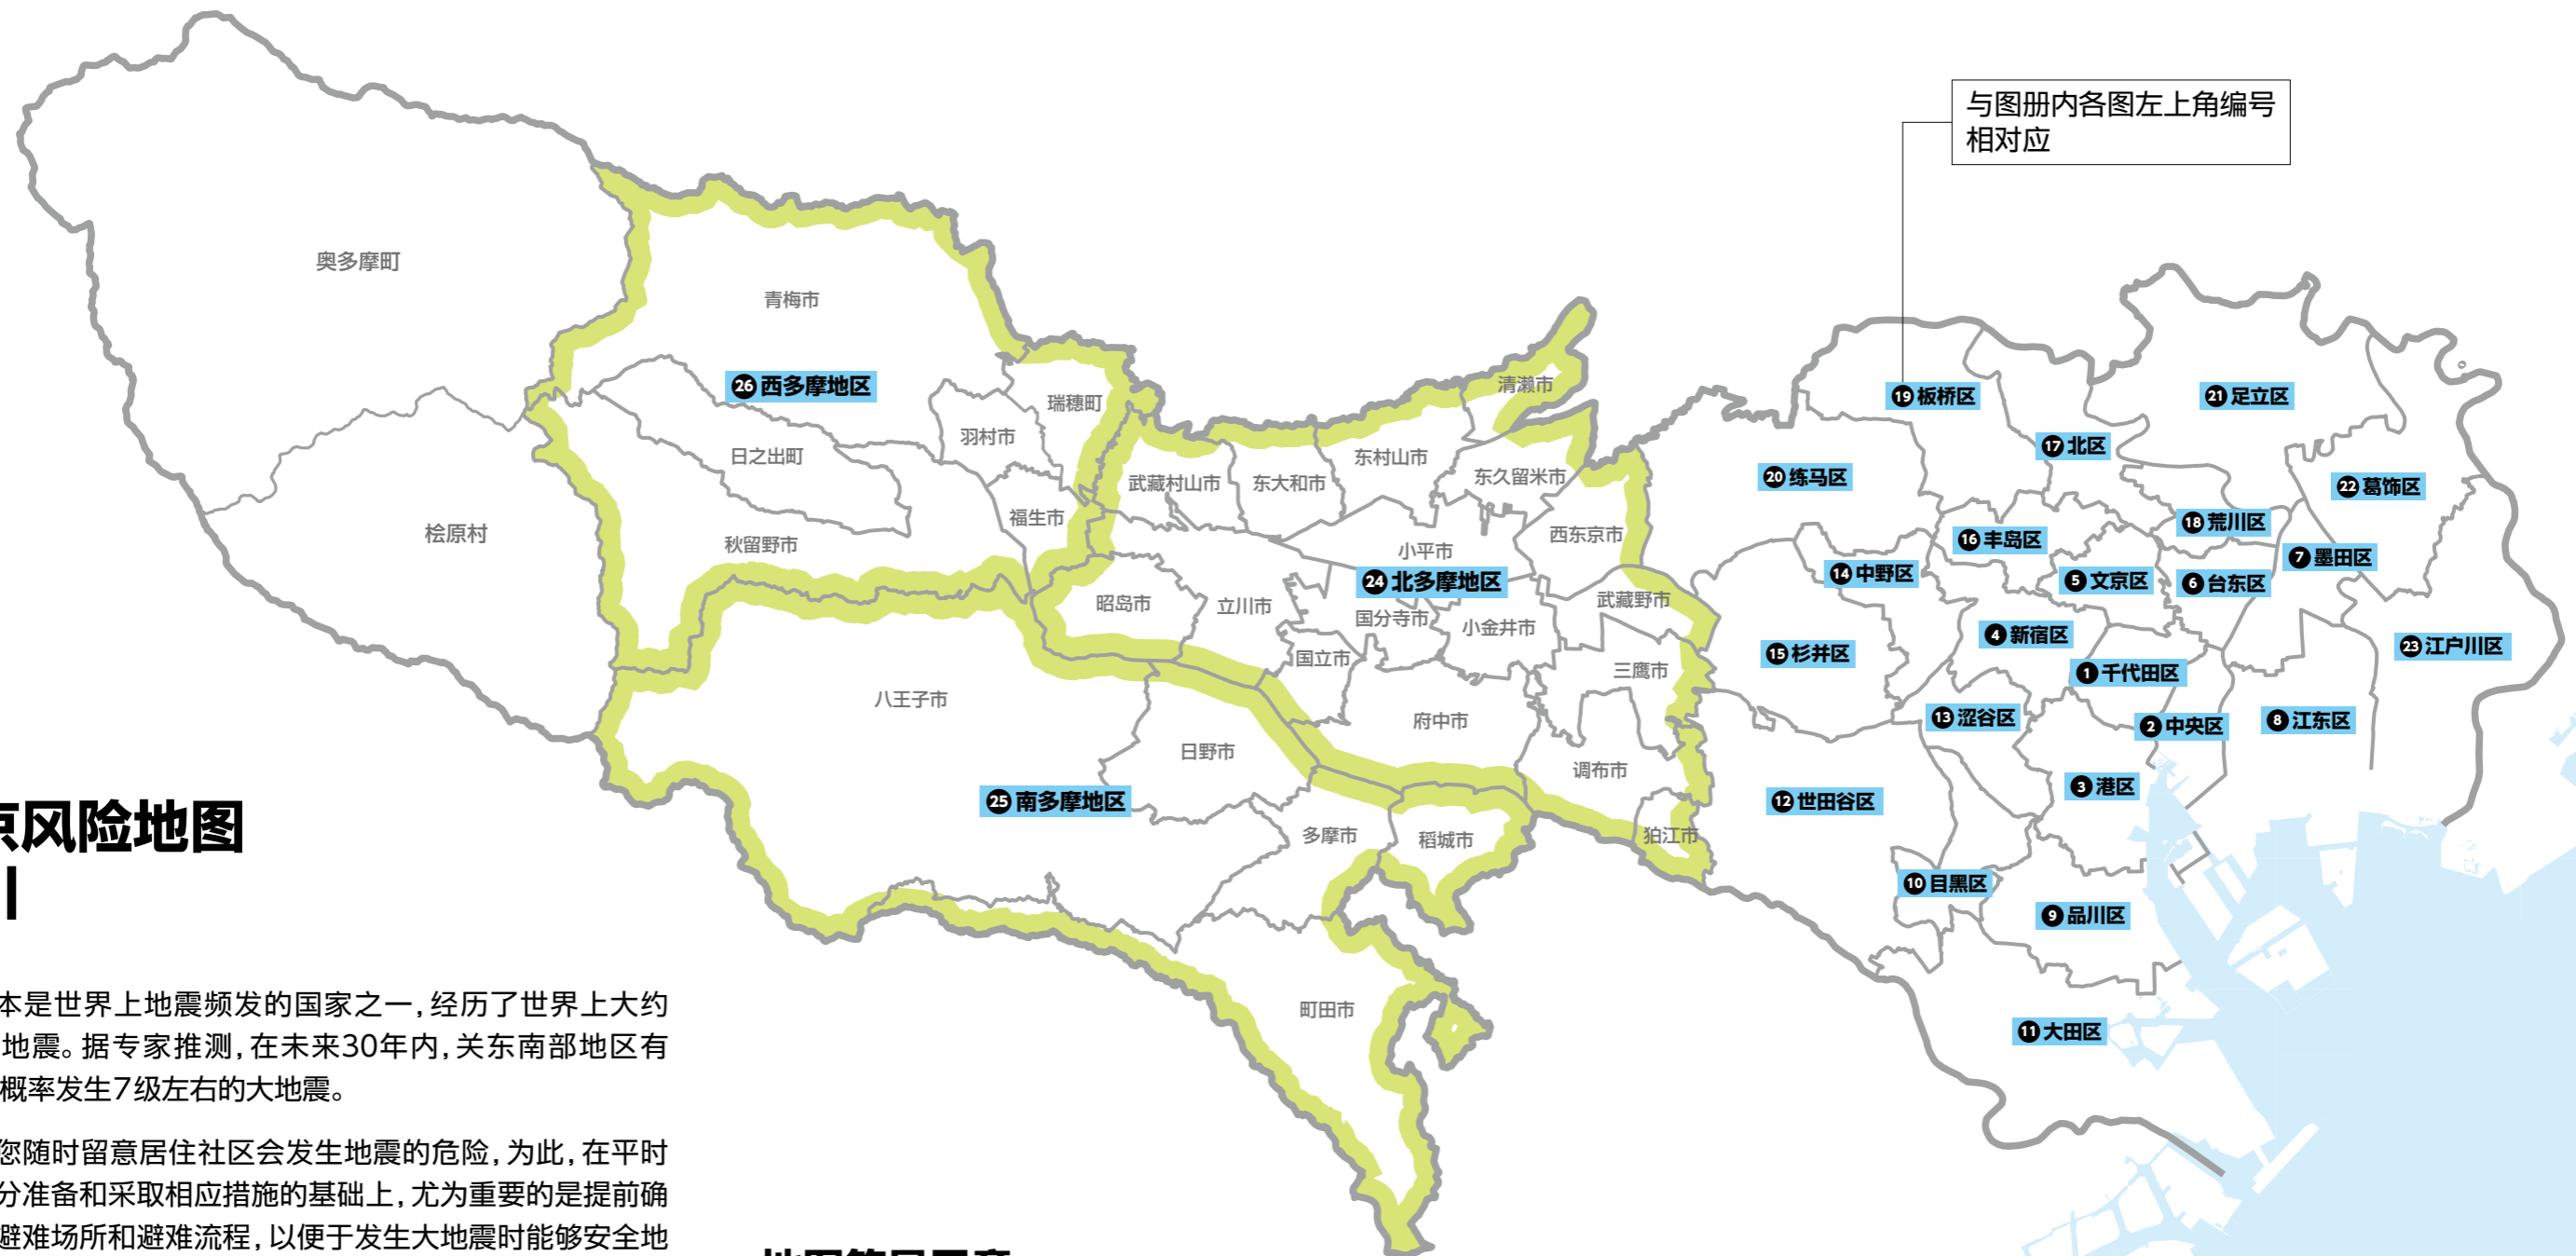 与图册内各图左上角编号
相对应
奥多摩町
青梅市
26 西多摩地区
瑞穗町
羽村市
日之出町
桧原村
秋留野市
福生市
武藏村山市
东大和市
东村山市
清濑市
东久留米市
西东京市
小平市
24 北多摩地区
昭岛市
立川市
国分寺市
小金井市
武藏野市
国立市
三鹰市
府中市
调布市
狛江市
八王子市
日野市
25 南多摩地区
多摩市
稻城市
町田市
19 板桥区
21 足立区
17 北区
20 练马区
22 葛饰区
18 荒川区
16 丰岛区
7 墨田区
14 中野区
5 文京区
6 台东区
4 新宿区
15 杉并区
23 江户川区
1 千代田区
13 涩谷区
2 中央区
8 江东区
3 港区
12 世田谷区
10 目黑区
9 品川区
11 大田区
京风险地图
本是世界上地震频发的国家之一，经历了世界上大约
地震。据专家推测，在未来30年内，关东南部地区有
概率发生7级左右的大地震。
您随时留意居住社区会发生地震的危险，为此，在平时
分准备和采取相应措施的基础上，尤为重要的是提前确
避难场所和避难流程，以便于发生大地震时能够安全地